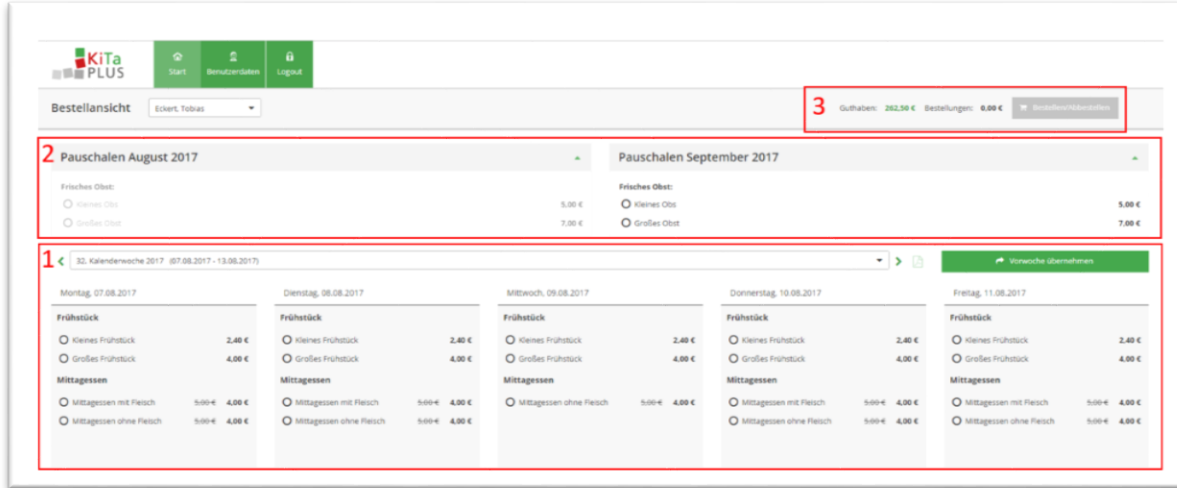 KiTa
PLUS
Start Benutzerdaten Logout
Bestellansicht Eckert, Tobias
3 Guthaben: 262,50 € Bestellungen: 0,00 € Bestellen/Abbestellen
2 Pauschalen August 2017 Pauschalen September 2017
Frisches Obst: Frisches Obst:
Kleines Obs 5,00 € Kleines Obs 5,00 €
Großes Obst 7,00 € Großes Obst 7,00 €
1 32. Kalenderwoche 2017 (07.08.2017 - 13.08.2017) Vorwoche übernehmen
Montag, 07.08.2017 Dienstag, 08.08.2017 Mittwoch, 09.08.2017 Donnerstag, 10.08.2017 Freitag, 11.08.2017
Frühstück Frühstück Frühstück Frühstück Frühstück
Kleines Frühstück 2,40 € Kleines Frühstück 2,40 € Kleines Frühstück 2,40 € Kleines Frühstück 2,40 € Kleines Frühstück 2,40 €
Großes Frühstück 4,00 € Großes Frühstück 4,00 € Großes Frühstück 4,00 € Großes Frühstück 4,00 € Großes Frühstück 4,00 €
Mittagessen Mittagessen Mittagessen Mittagessen Mittagessen
Mittagessen mit Fleisch 5,00 € 4,00 € Mittagessen mit Fleisch 5,00 € 4,00 € Mittagessen ohne Fleisch 5,00 € 4,00 € Mittagessen mit Fleisch 5,00 € 4,00 € Mittagessen mit Fleisch 5,00 € 4,00 €
Mittagessen ohne Fleisch 5,00 € 4,00 € Mittagessen ohne Fleisch 5,00 € 4,00 € Mittagessen ohne Fleisch 5,00 € 4,00 € Mittagessen ohne Fleisch 5,00 € 4,00 €